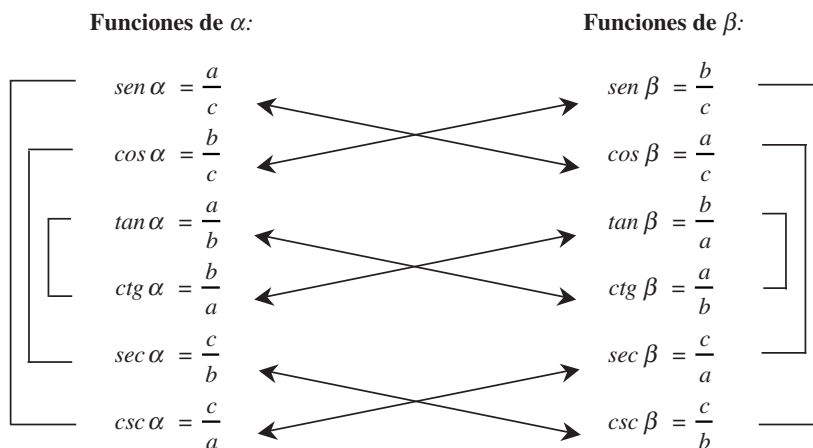 Funciones de α: Funciones de β:
sen α = a/c sen β = b/c
cos α = b/c cos β = a/c
tan α = a/b tan β = b/a
ctg α = b/a ctg β = a/b
sec α = c/b sec β = c/a
csc α = c/a csc β = c/b